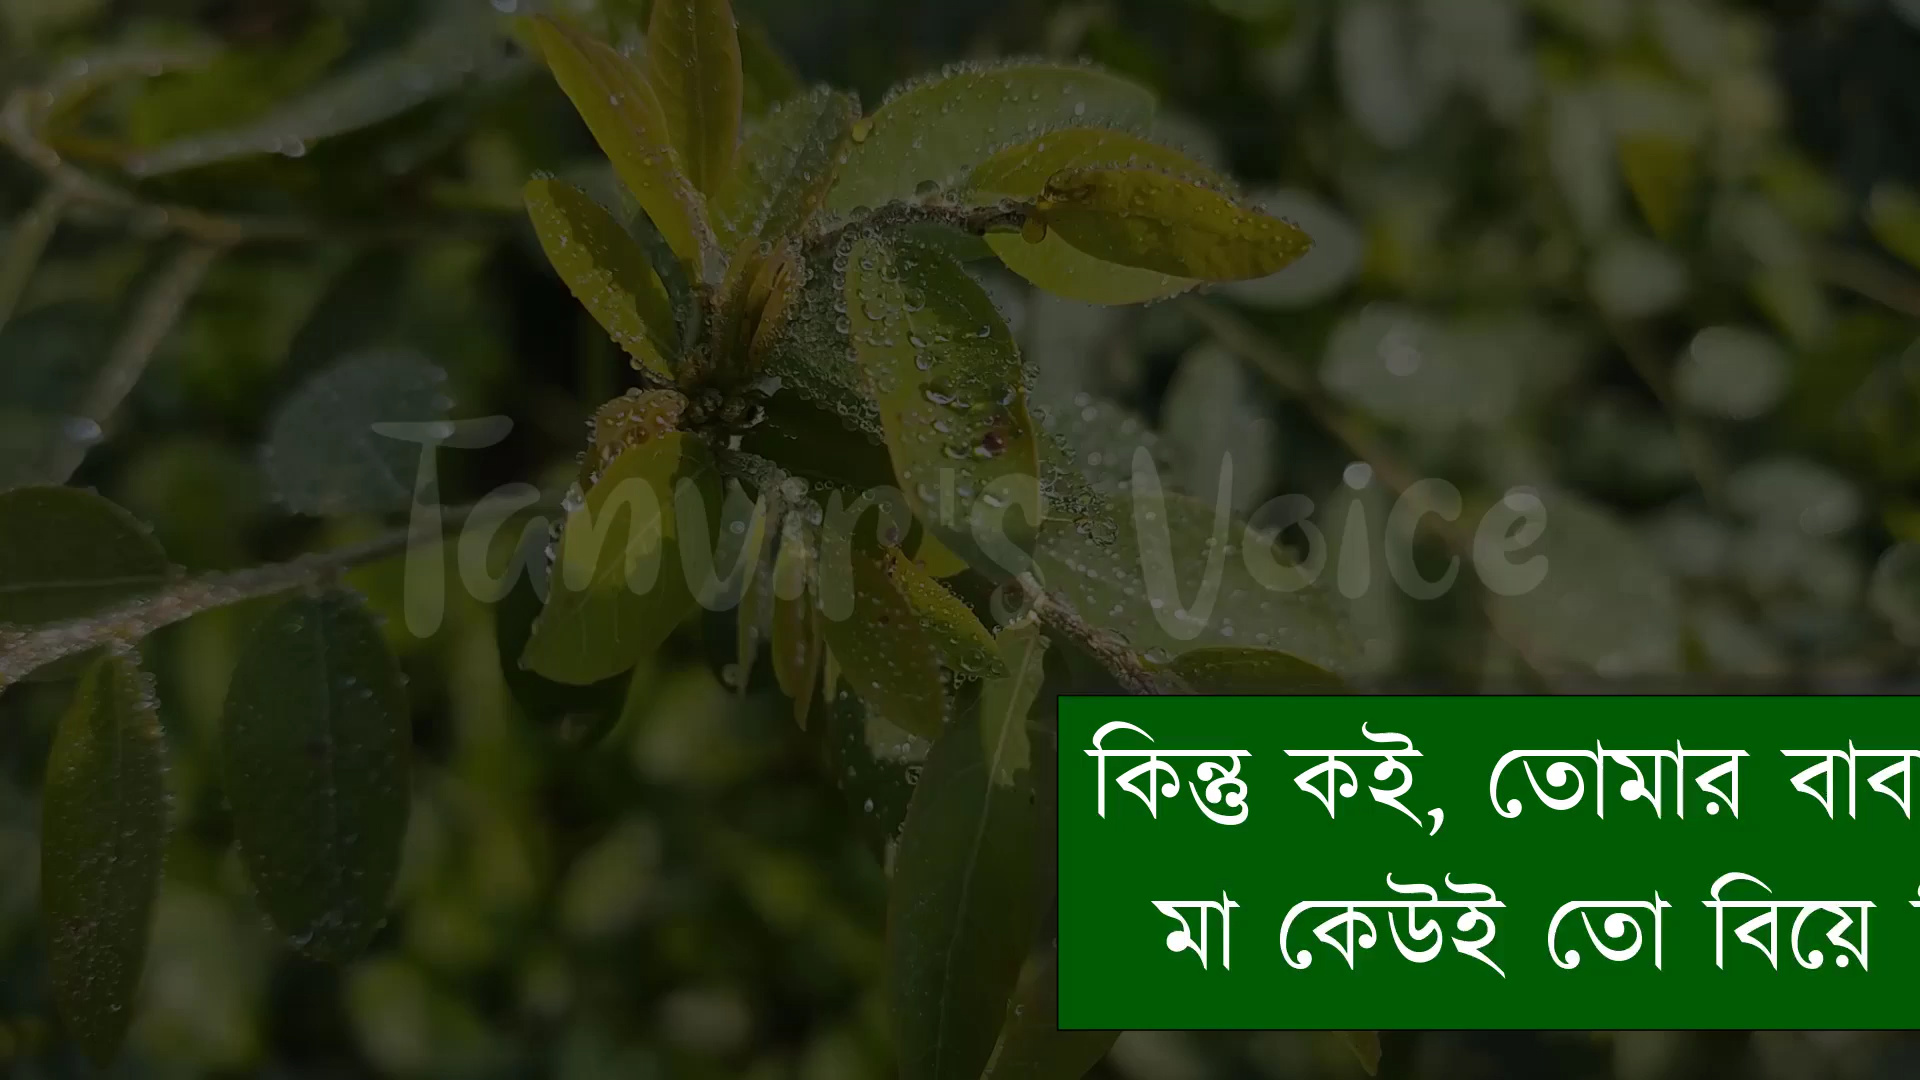 Tanvir's Voice
কিন্তু কই, তোমার বাব
মা কেউই তো বিয়ে